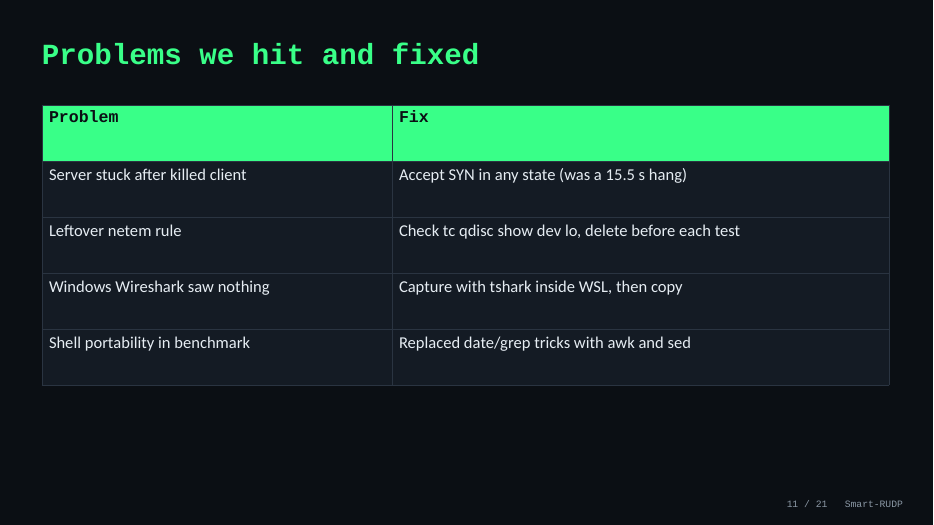 Problems we hit and fixed
Problem
Fix
Server stuck after killed client
Accept SYN in any state (was a 15.5 s hang)
Leftover netem rule
Check tc qdisc show dev lo, delete before each test
Windows Wireshark saw nothing
Capture with tshark inside WSL, then copy
Shell portability in benchmark
Replaced date/grep tricks with awk and sed
11 / 21 Smart-RUDP